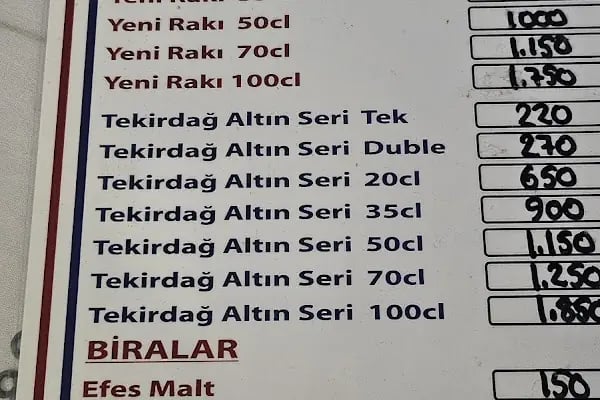 Yeni Rakı 50cl 1000
Yeni Rakı 70cl 1.150
Yeni Rakı 100cl 1.750
Tekirdağ Altın Seri Tek 220
Tekirdağ Altın Seri Duble 270
Tekirdağ Altın Seri 20cl 650
Tekirdağ Altın Seri 35cl 900
Tekirdağ Altın Seri 50cl 1.150
Tekirdağ Altın Seri 70cl 1.250
Tekirdağ Altın Seri 100cl 1.850
BİRALAR
Efes Malt 150